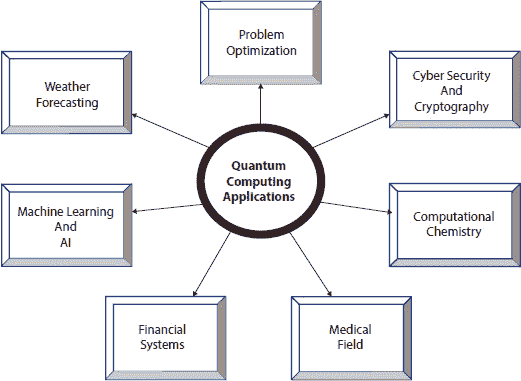 Problem
Optimization
Weather
Forecasting
Cyber Security
And
Cryptography
Quantum
Computing
Applications
Machine Learning
And
AI
Computational
Chemistry
Financial
Systems
Medical
Field